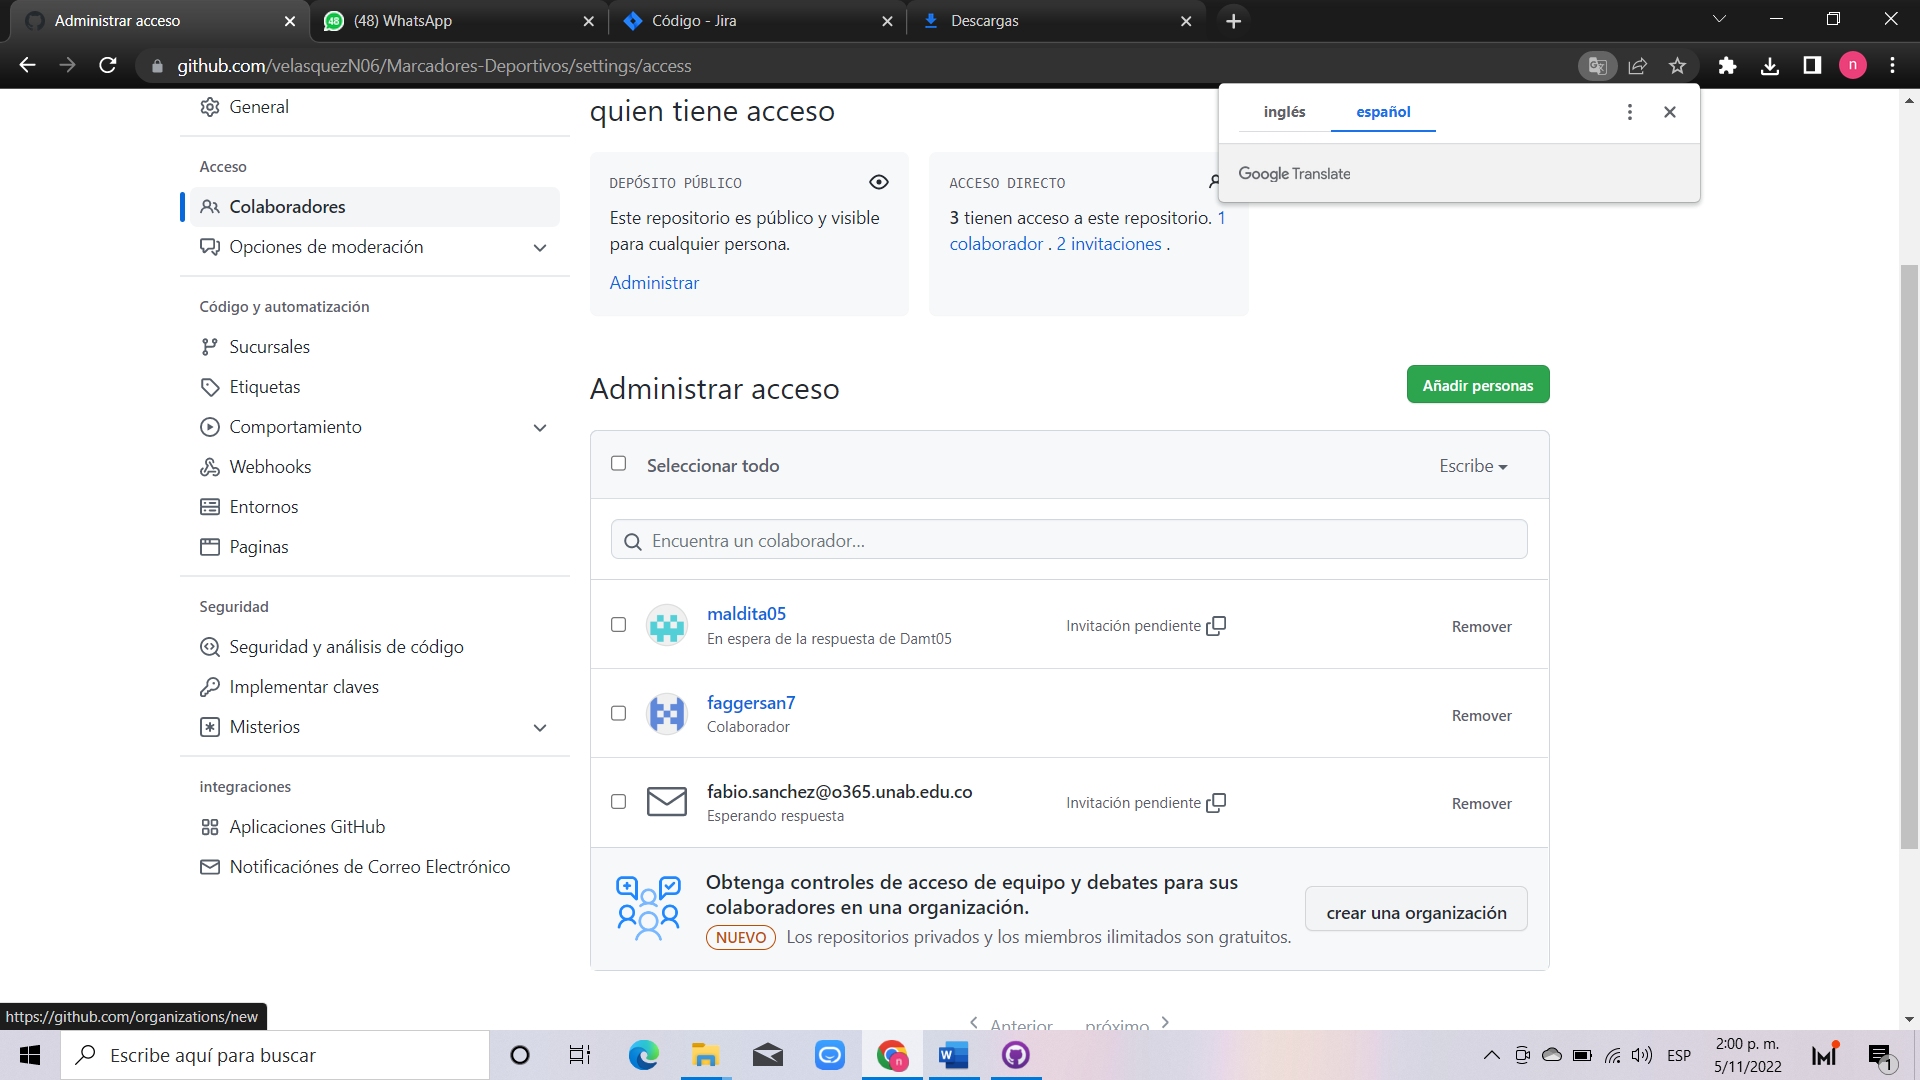 Administrar acceso
(48) WhatsApp
Código - Jira
Descargas
github.com/velasquezN06/Marcadores-Deportivos/settings/access
n
inglés
español
Google Translate
General
Acceso
Colaboradores
Opciones de moderación
Código y automatización
Sucursales
Etiquetas
Comportamiento
Webhooks
Entornos
Paginas
Seguridad
Seguridad y análisis de código
Implementar claves
Misterios
integraciones
Aplicaciones GitHub
Notificaciónes de Correo Electrónico
quien tiene acceso
DEPÓSITO PÚBLICO
Este repositorio es público y visible
para cualquier persona.
Administrar
ACCESO DIRECTO
3 tienen acceso a este repositorio. 1
colaborador . 2 invitaciones .
Administrar acceso
Añadir personas
Seleccionar todo
Escribe
Encuentra un colaborador...
maldita05
En espera de la respuesta de Damt05
Invitación pendiente
Remover
faggersan7
Colaborador
Remover
fabio.sanchez@o365.unab.edu.co
Esperando respuesta
Invitación pendiente
Remover
Obtenga controles de acceso de equipo y debates para sus
colaboradores en una organización.
NUEVO Los repositorios privados y los miembros ilimitados son gratuitos.
crear una organización
Anterior próximo
https://github.com/organizations/new
Escribe aquí para buscar
ESP
2:00 p. m.
5/11/2022
1